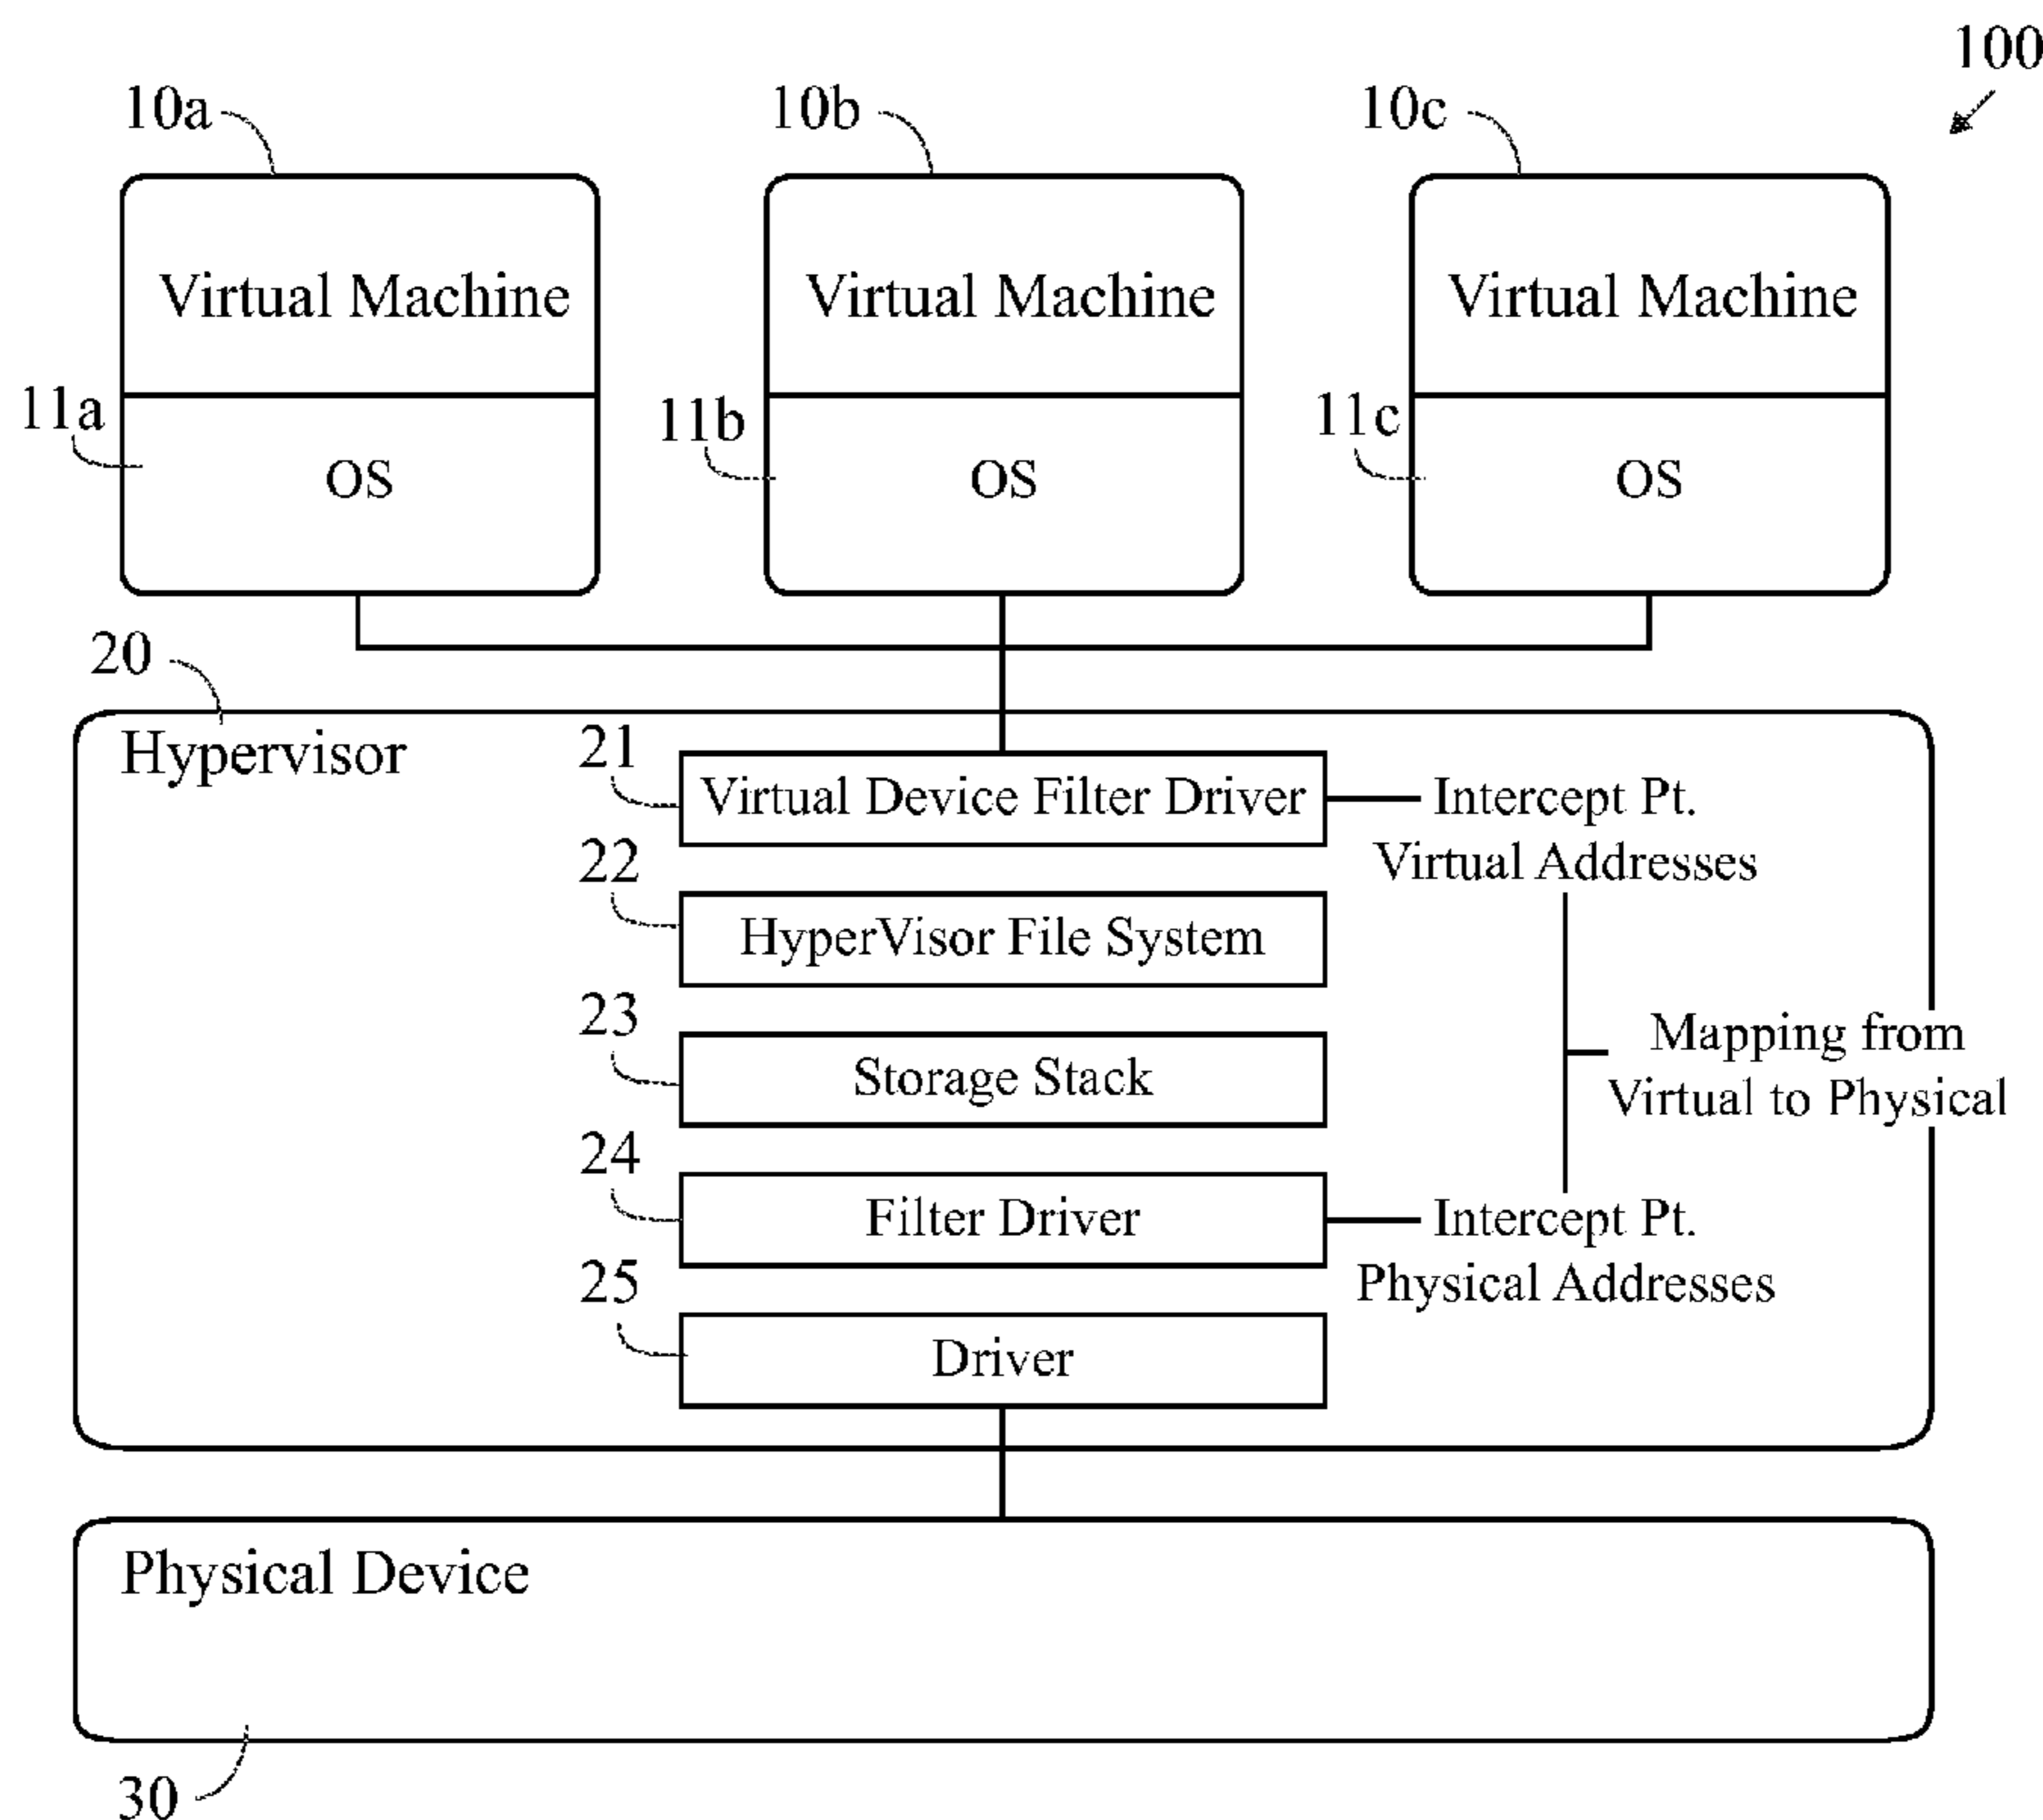 100
10a
10b
10c
Virtual Machine
Virtual Machine
Virtual Machine
11a
11b
11c
OS
OS
OS
20
Hypervisor
21
Virtual Device Filter Driver
Intercept Pt.
Virtual Addresses
22
HyperVisor File System
23
Storage Stack
Mapping from
Virtual to Physical
24
Filter Driver
Intercept Pt.
Physical Addresses
25
Driver
Physical Device
30